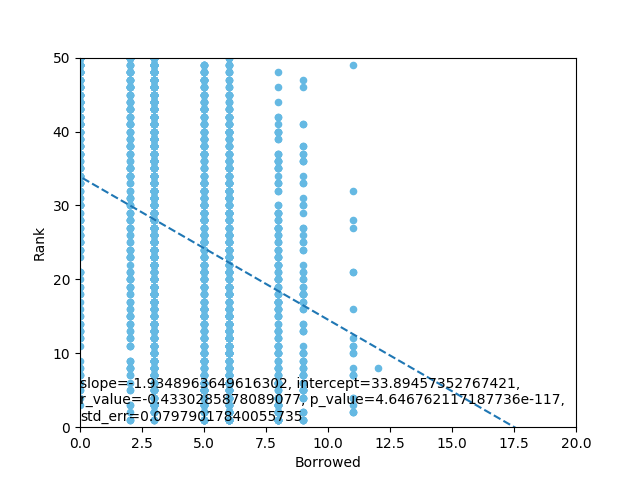 50
40
30
20
10
0
Rank
slope=-1.9348963649616302, intercept=33.89457352767421,
r_value=-0.4330285878089077, p_value=4.646762117187736e-117,
std_err=0.07979017840055735
0.0 2.5 5.0 7.5 10.0 12.5 15.0 17.5 20.0
Borrowed